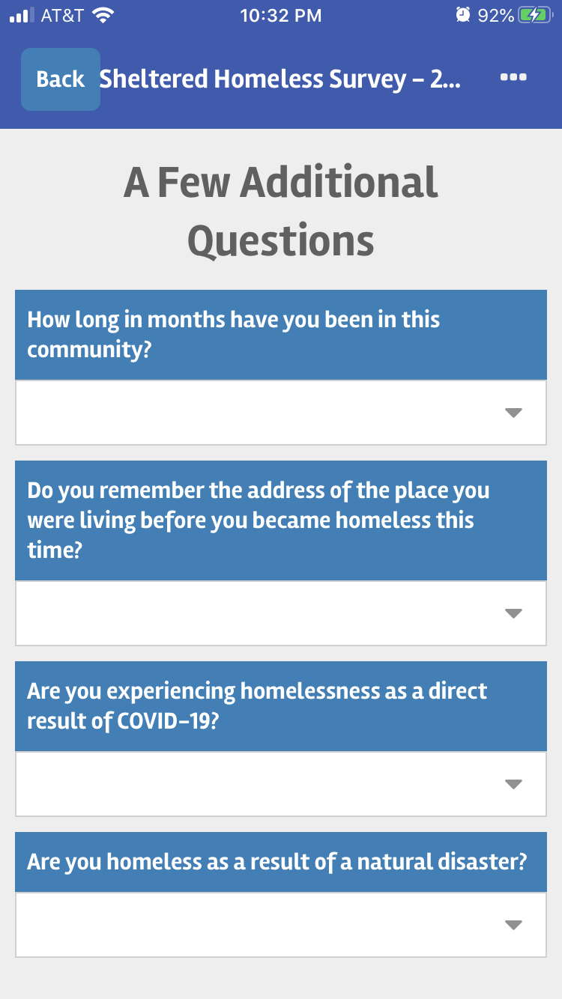 AT&T 10:32 PM 92%
Back Sheltered Homeless Survey – 2...
A Few Additional
Questions
How long in months have you been in this
community?
Do you remember the address of the place you
were living before you became homeless this
time?
Are you experiencing homelessness as a direct
result of COVID-19?
Are you homeless as a result of a natural disaster?